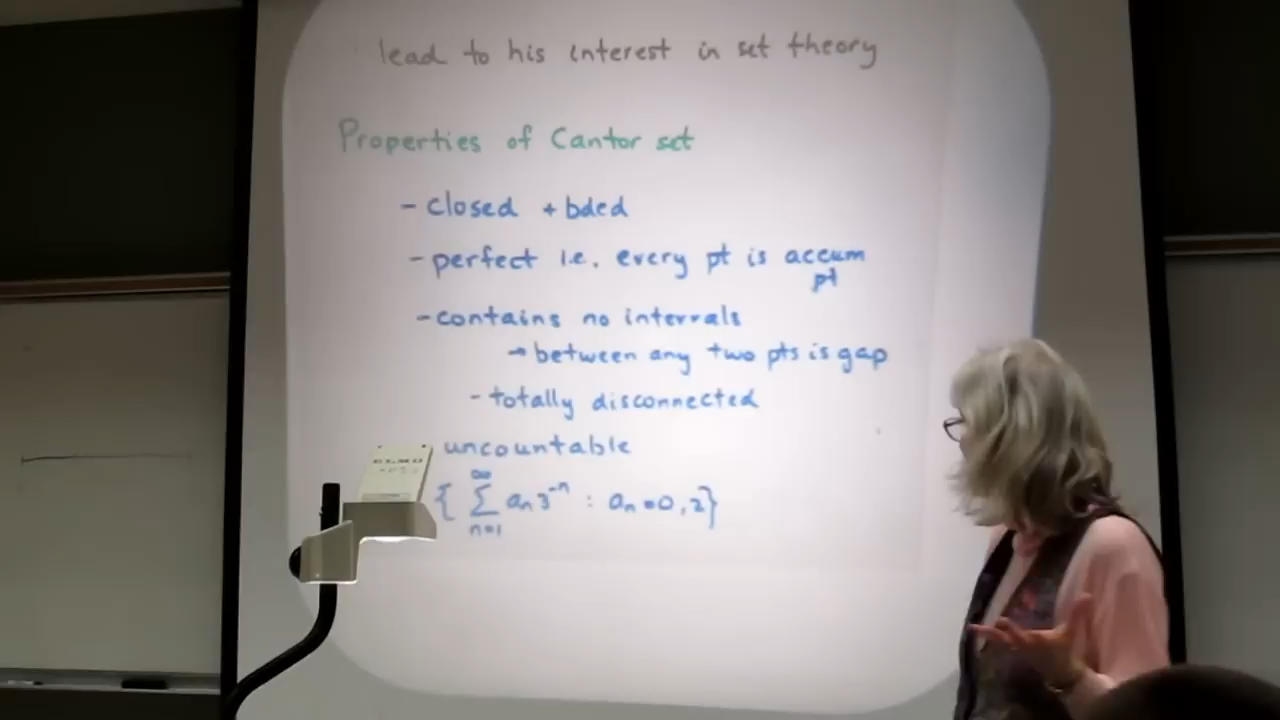 lead to his interest in set theory
Properties of Cantor set
- closed + bded
- perfect i.e. every pt is accum
pt
- contains no intervals
→ between any two pts is gap
- totally disconnected
uncountable
{ ∑_{n=1}^{∞} a_n 3^{-n} : a_n = 0, 2}
ELMO